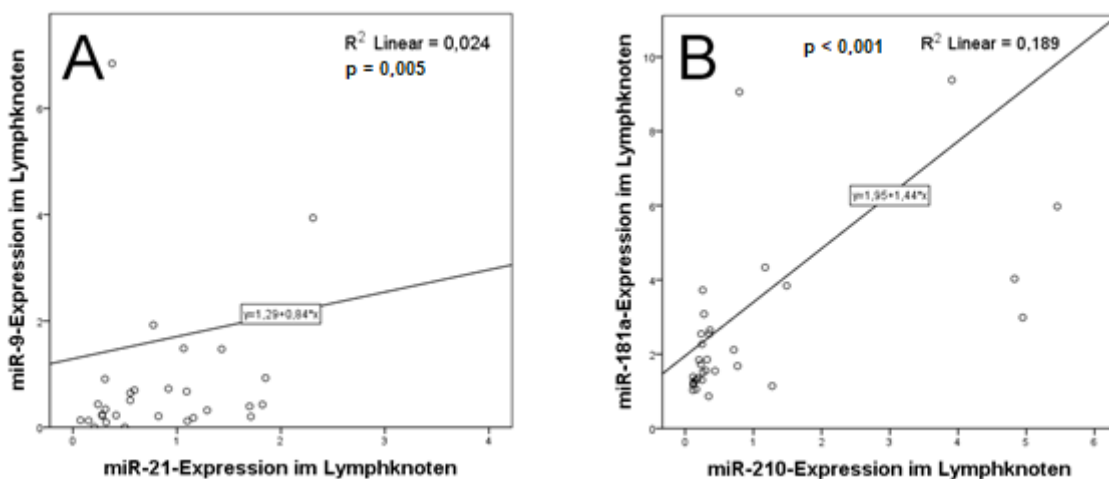 A
R² Linear = 0,024
p = 0,005
miR-9-Expression im Lymphknoten
6
4
2
0
y=1,29+0,84*x
0 1 2 3 4
miR-21-Expression im Lymphknoten
B
p < 0,001 R² Linear = 0,189
miR-181a-Expression im Lymphknoten
10
8
6
4
2
0
y=1,95+1,44*x
0 1 2 3 4 5 6
miR-210-Expression im Lymphknoten